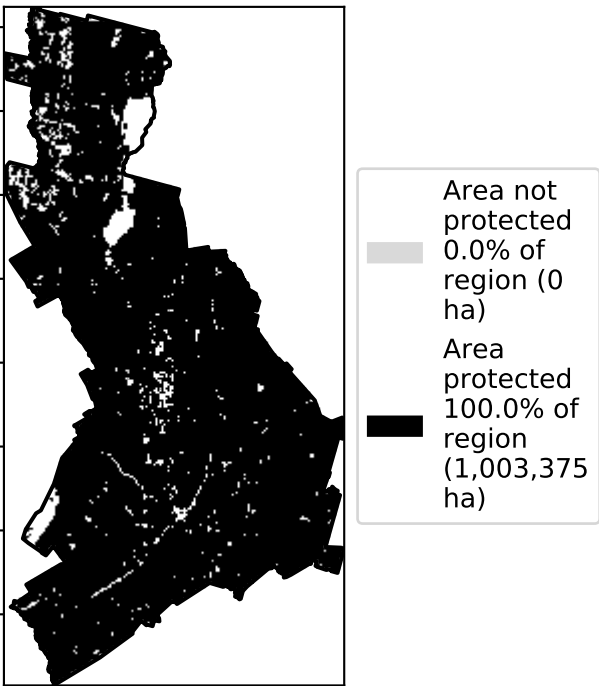 Area not
protected
0.0% of
region (0
ha)
Area
protected
100.0% of
region
(1,003,375
ha)